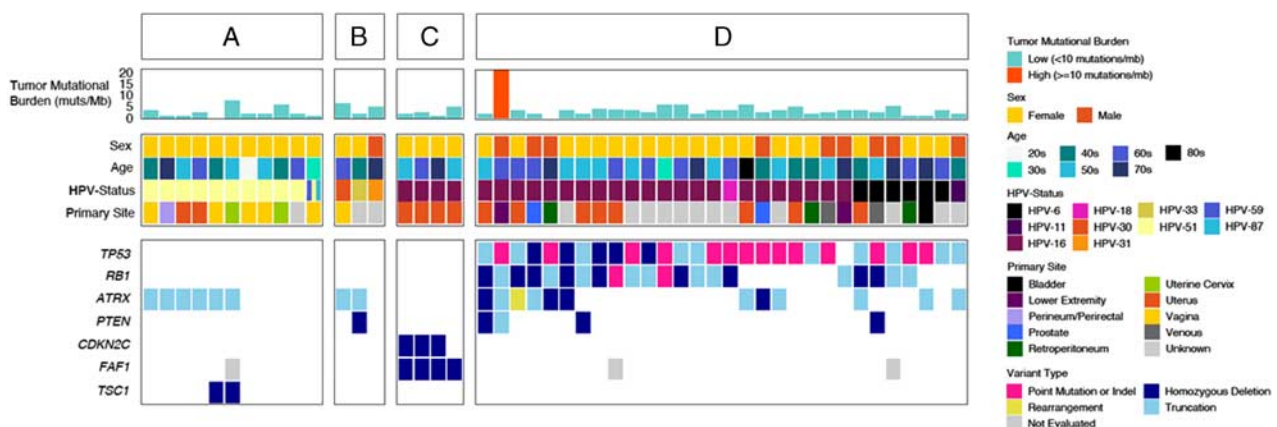 A B C D
Tumor Mutational
Burden (muts/Mb)
20
15
10
5
0
Sex
Age
HPV-Status
Primary Site
TP53
RB1
ATRX
PTEN
CDKN2C
FAF1
TSC1
Tumor Mutational Burden
Low (<10 mutations/mb)
High (>=10 mutations/mb)
Sex
Female Male
Age
20s 40s 60s 80s
30s 50s 70s
HPV-Status
HPV-6 HPV-18 HPV-33 HPV-59
HPV-11 HPV-30 HPV-51 HPV-87
HPV-16 HPV-31
Primary Site
Bladder Uterine Cervix
Lower Extremity Uterus
Perineum/Perirectal Vagina
Prostate Venous
Retroperitoneum Unknown
Variant Type
Point Mutation or Indel Homozygous Deletion
Rearrangement Truncation
Not Evaluated